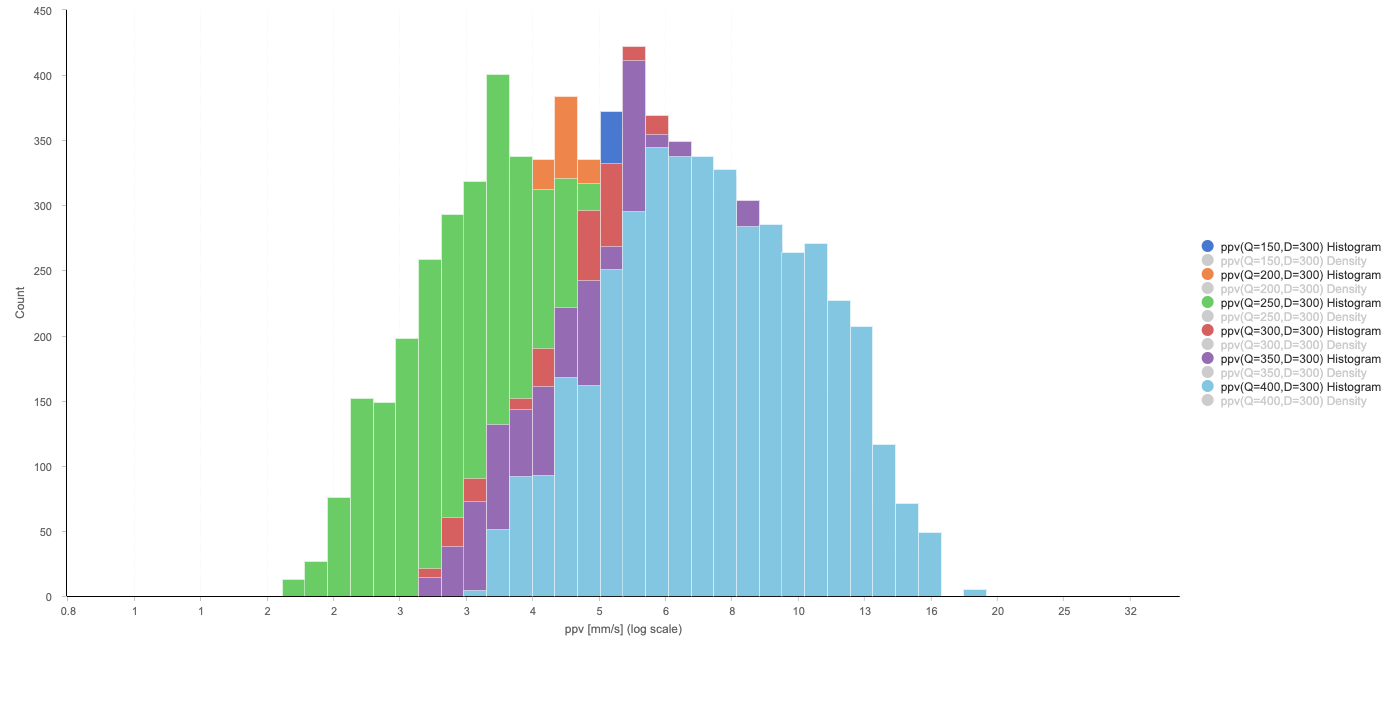 450
400
350
300
250
200
150
100
50
0
Count
0.8 1 1 2 2 3 3 4 5 6 8 10 13 16 20 25 32
ppv [mm/s] (log scale)
ppv(Q=150,D=300) Histogram
ppv(Q=150,D=300) Density
ppv(Q=200,D=300) Histogram
ppv(Q=200,D=300) Density
ppv(Q=250,D=300) Histogram
ppv(Q=250,D=300) Density
ppv(Q=300,D=300) Histogram
ppv(Q=300,D=300) Density
ppv(Q=350,D=300) Histogram
ppv(Q=350,D=300) Density
ppv(Q=400,D=300) Histogram
ppv(Q=400,D=300) Density